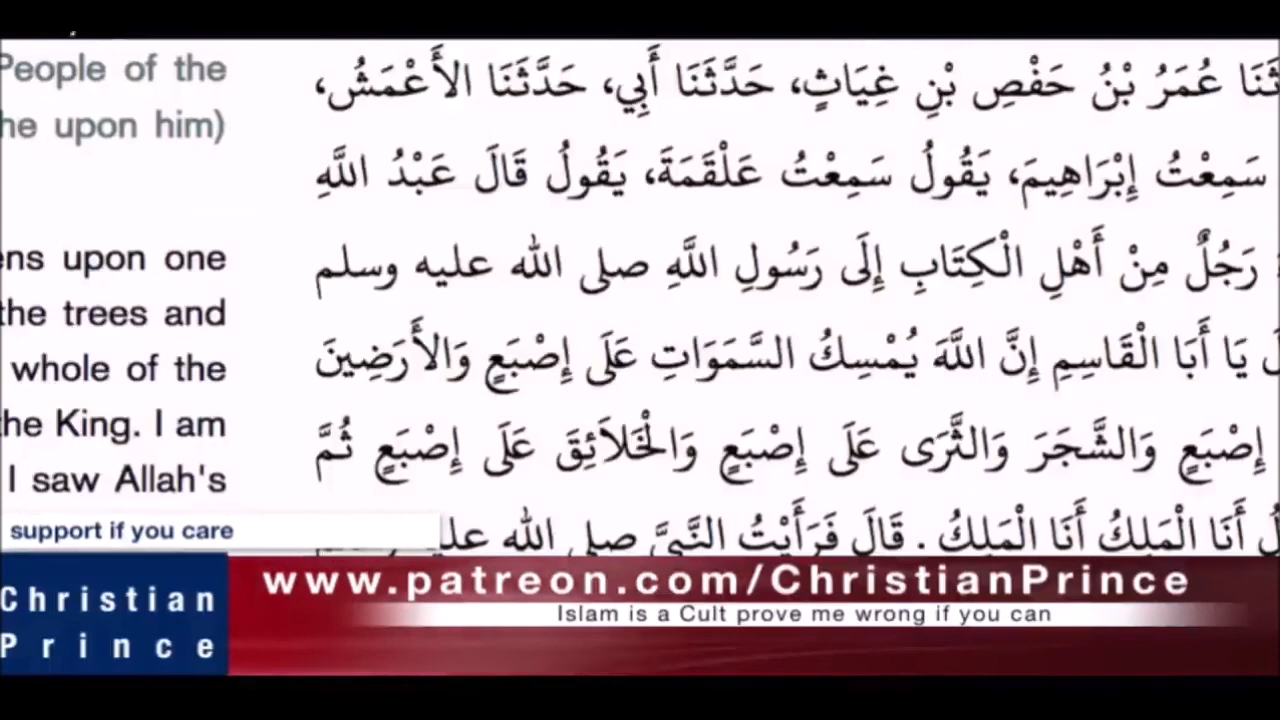 People of the
he upon him)
ens upon one
the trees and
whole of the
the King. I am
I saw Allah's
ثَنَا عُمَرُ بْنُ حَفْصِ بْنِ غِيَاثٍ، حَدَّثَنَا أَبِي، حَدَّثَنَا الأَعْمَشُ،
سَمِعْتُ إِبْرَاهِيمَ، يَقُولُ سَمِعْتُ عَلْقَمَةَ، يَقُولُ قَالَ عَبْدُ اللَّهِ
رَجُلٌ مِنْ أَهْلِ الْكِتَابِ إِلَى رَسُولِ اللَّهِ صلى الله عليه وسلم
يَا أَبَا الْقَاسِمِ إِنَّ اللَّهَ يُمْسِكُ السَّمَوَاتِ عَلَى إِصْبَعٍ وَالأَرَضِينَ
إِصْبَعٍ وَالشَّجَرَ وَالثَّرَى عَلَى إِصْبَعٍ وَالْخَلاَئِقَ عَلَى إِصْبَعٍ ثُمَّ
أَنَا الْمَلِكُ أَنَا الْمَلِكُ . قَالَ فَرَأَيْتُ النَّبِيَّ صلى الله
support if you care
Christian
Prince
www.patreon.com/ChristianPrince
Islam is a Cult prove me wrong if you can